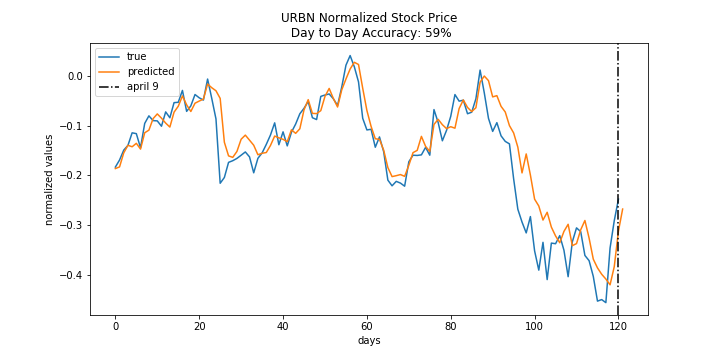 URBN Normalized Stock Price
Day to Day Accuracy: 59%
true
predicted
april 9
normalized values
0.0
−0.1
−0.2
−0.3
−0.4
0
20
40
60
80
100
120
days